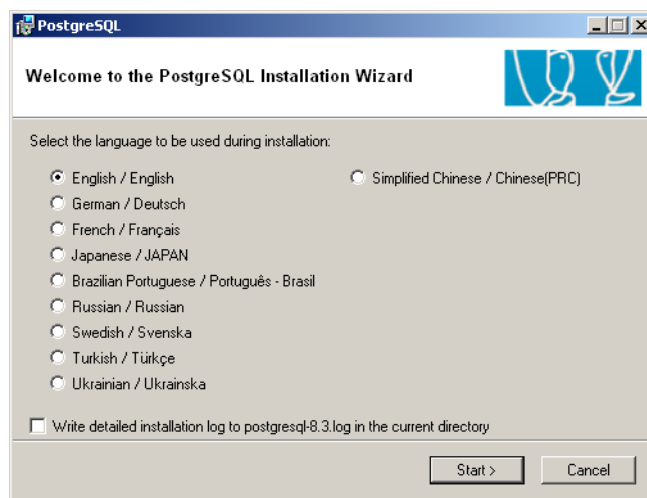 PostgreSQL
Welcome to the PostgreSQL Installation Wizard
Select the language to be used during installation:
English / English
German / Deutsch
French / Français
Japanese / JAPAN
Brazilian Portuguese / Português - Brasil
Russian / Russian
Swedish / Svenska
Turkish / Türkçe
Ukrainian / Ukrainska
Simplified Chinese / Chinese(PRC)
Write detailed installation log to postgresql-8.3.log in the current directory
Start >
Cancel